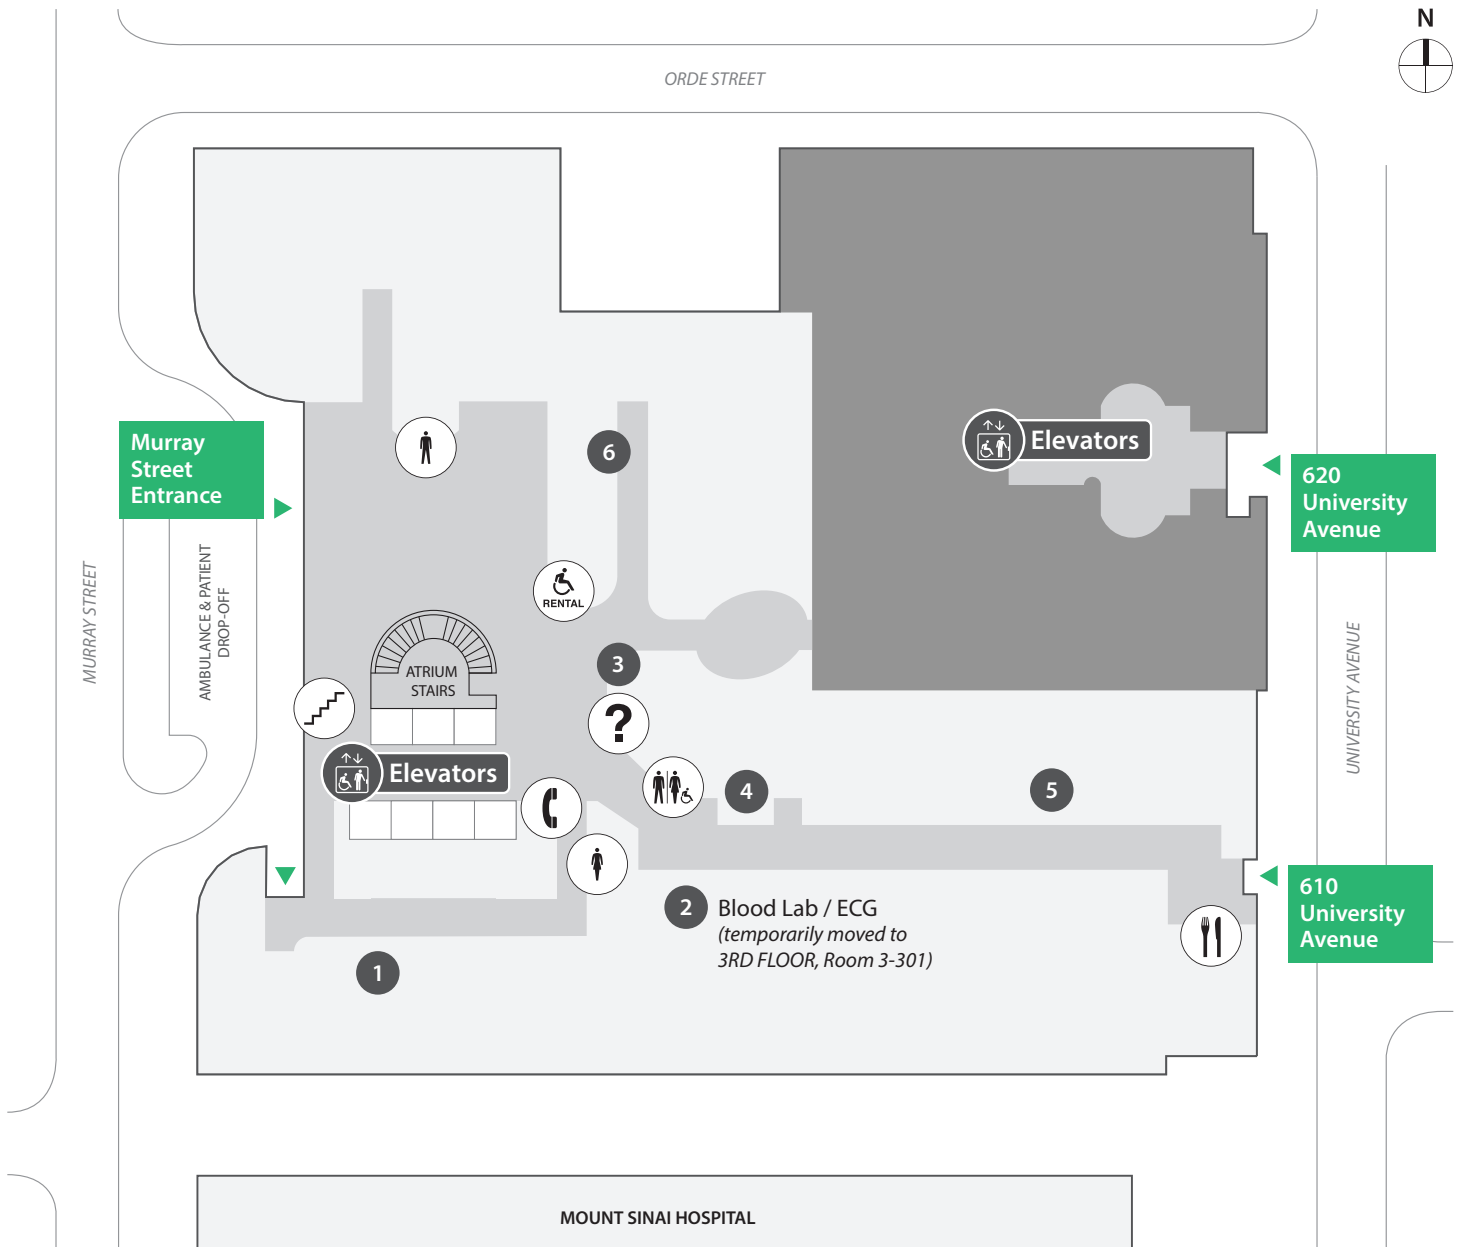 N
ORDE STREET
Murray
Street
Entrance
6
Elevators
620
University
Avenue
MURRAY STREET
AMBULANCE & PATIENT
DROP-OFF
RENTAL
ATRIUM
STAIRS
3
?
UNIVERSITY AVENUE
Elevators
4
5
2
Blood Lab / ECG
(temporarily moved to
3RD FLOOR, Room 3-301)
610
University
Avenue
1
MOUNT SINAI HOSPITAL